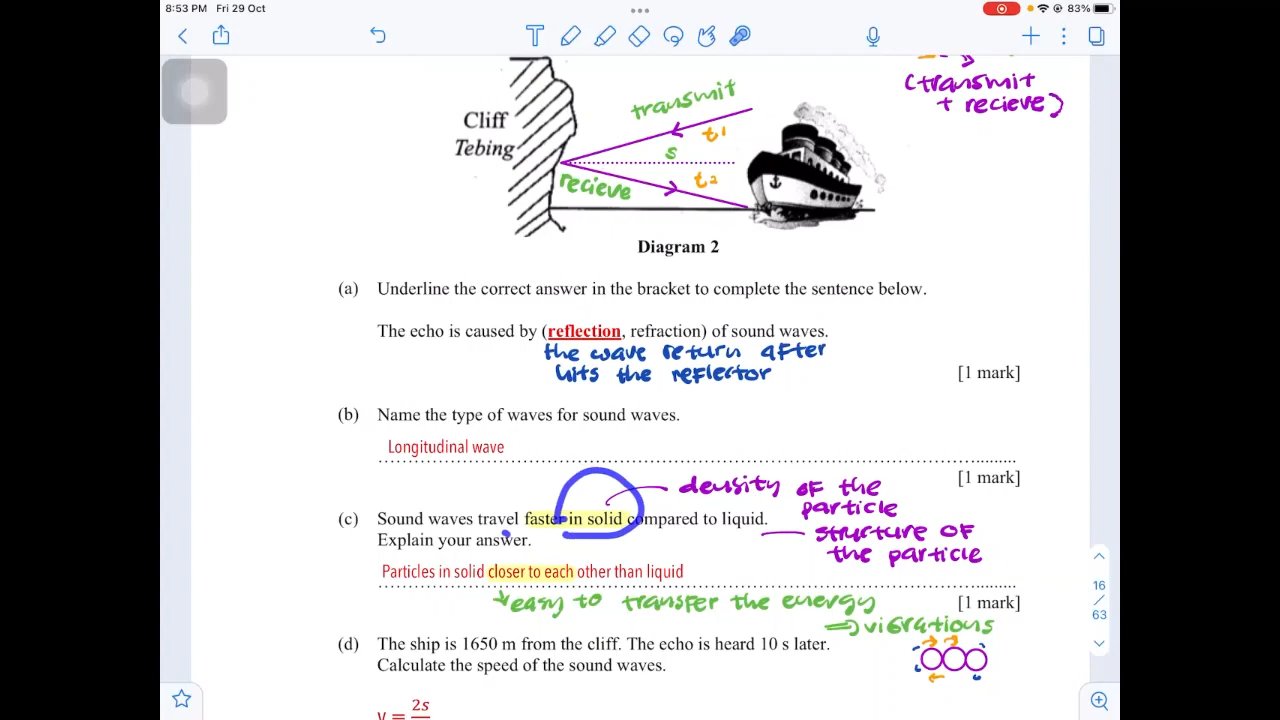 8:53 PM Fri 29 Oct
83%
(transmit
+ recieve)
transmit
Cliff
Tebing
t1
s
t2
recieve
Diagram 2
(a) Underline the correct answer in the bracket to complete the sentence below.
The echo is caused by (reflection, refraction) of sound waves.
the wave return after
hits the reflector
[1 mark]
(b) Name the type of waves for sound waves.
Longitudinal wave
[1 mark]
density of the
particle
(c) Sound waves travel faster in solid compared to liquid.
structure of
the particle
Explain your answer.
Particles in solid closer to each other than liquid
easy to transfer the energy
[1 mark]
⇒ vibrations
(d) The ship is 1650 m from the cliff. The echo is heard 10 s later.
Calculate the speed of the sound waves.
v = 2s
16
/
63